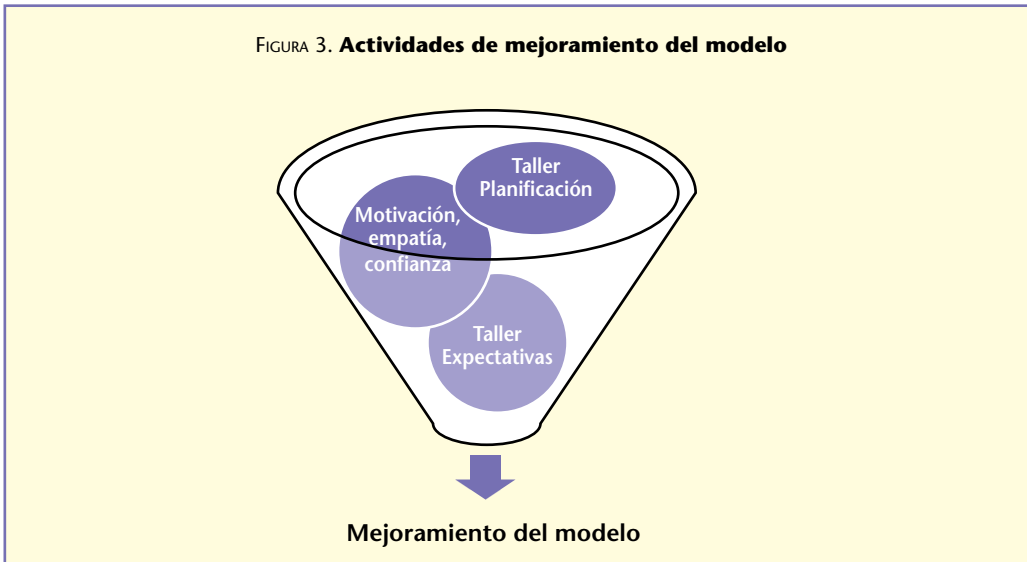 FIGURA 3. Actividades de mejoramiento del modelo
Taller
Planificación
Motivación,
empatía,
confianza
Taller
Expectativas
Mejoramiento del modelo